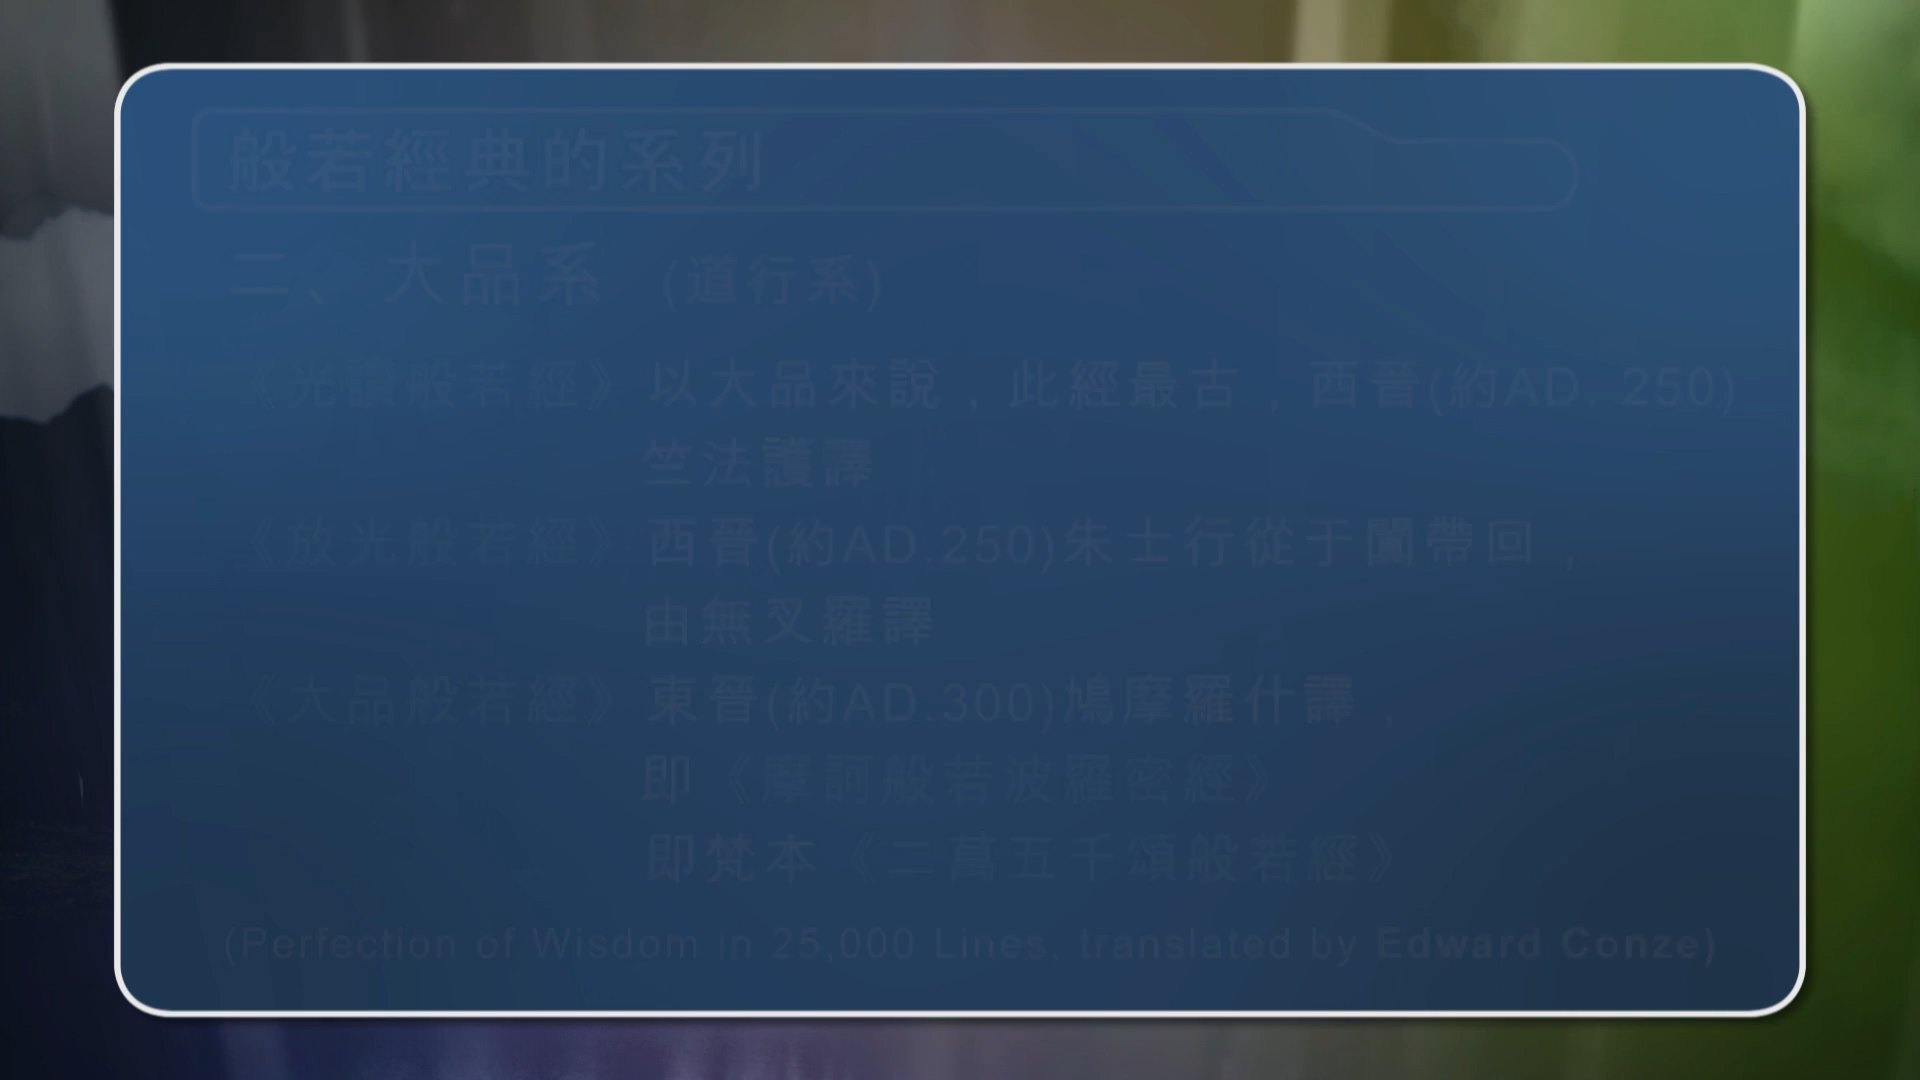 般若經典的系列
二、 大品系 (道行系)
《光讚般若經》以大品來說，此經最古，西晉(約AD. 250)
竺法護譯
《放光般若經》西晉(約AD.250)朱士行從于闐帶回，
由無叉羅譯
《大品般若經》東晉(約AD.300)鳩摩羅什譯，
即《摩訶般若波羅密經》
即梵本《二萬五千頌般若經》
(Perfection of Wisdom in 25,000 Lines, translated by Edward Conze)